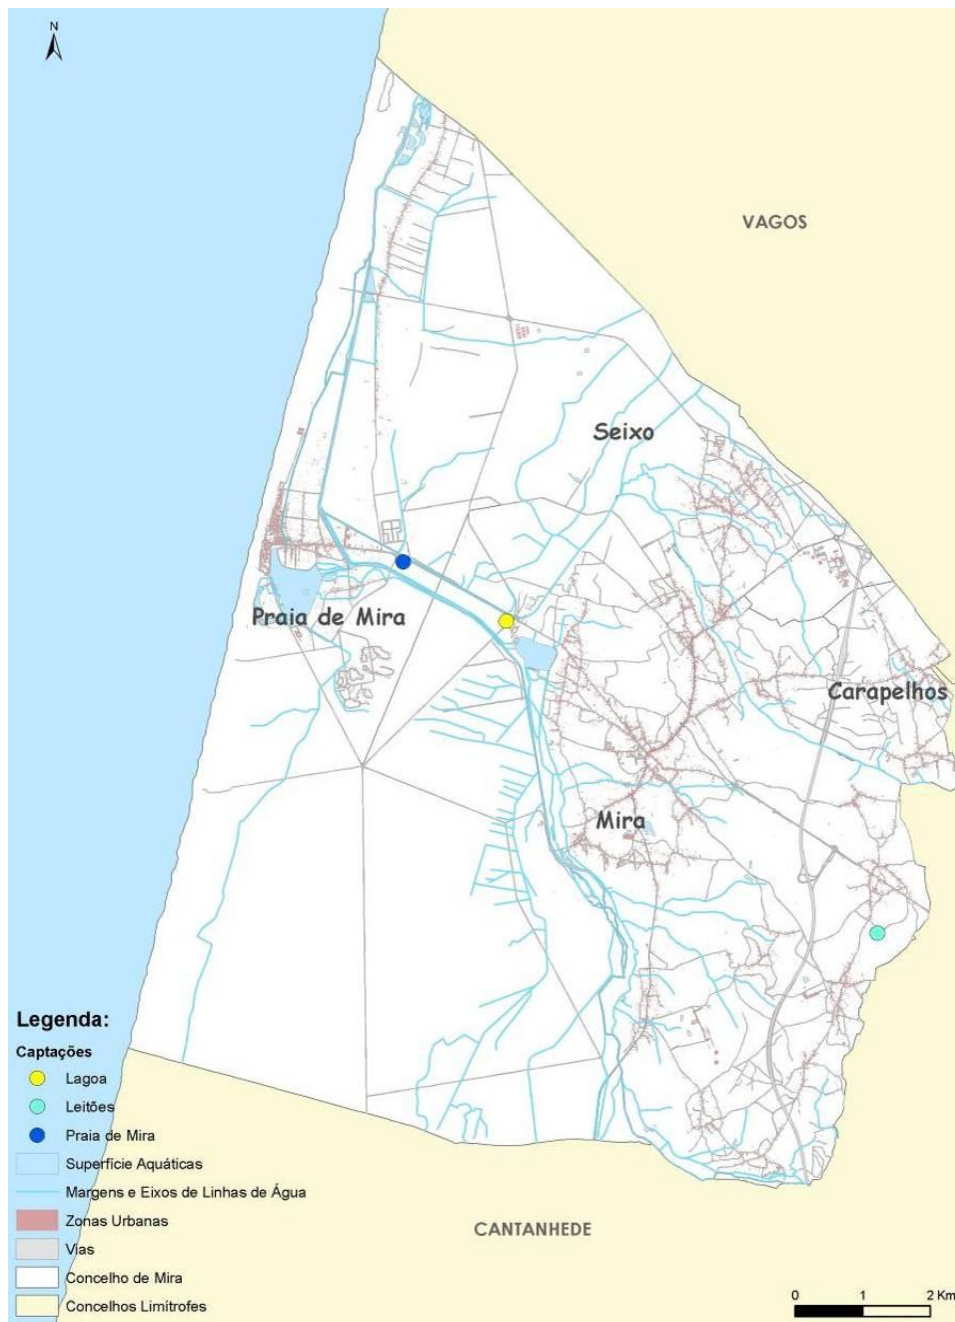 N
VAGOS
Seixo
Praia de Mira
Carapelhos
Mira
Legenda:
Captações
Lagoa
Leitões
Praia de Mira
Superfície Aquáticas
Margens e Eixos de Linhas de Água
Zonas Urbanas
Vias
Concelho de Mira
Concelhos Limítrofes
CANTANHEDE
0 1 2 Km